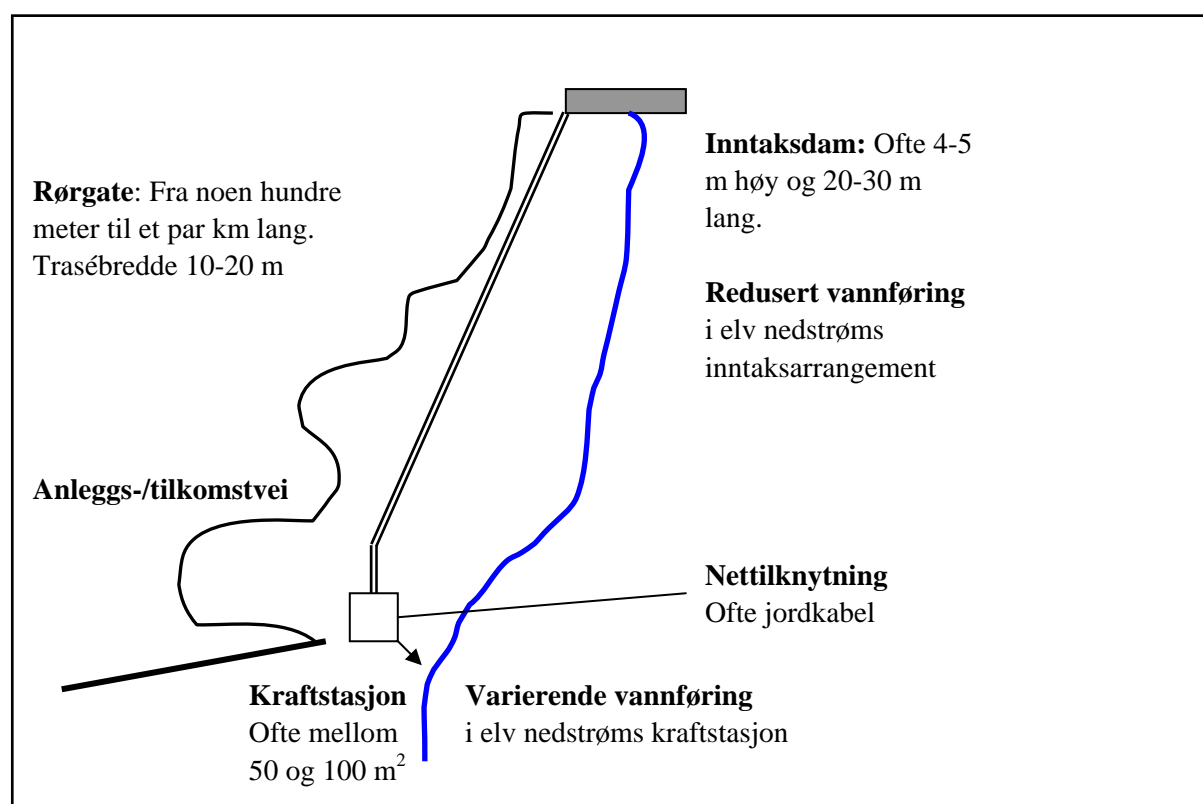 Rørgate: Fra noen hundre
meter til et par km lang.
Trasébredde 10-20 m
Inntaksdam: Ofte 4-5
m høy og 20-30 m
lang.
Redusert vannføring
i elv nedstrøms
inntaksarrangement
Anleggs-/tilkomstvei
Nettilknytning
Ofte jordkabel
Kraftstasjon
Ofte mellom
50 og 100 m²
Varierende vannføring
i elv nedstrøms kraftstasjon